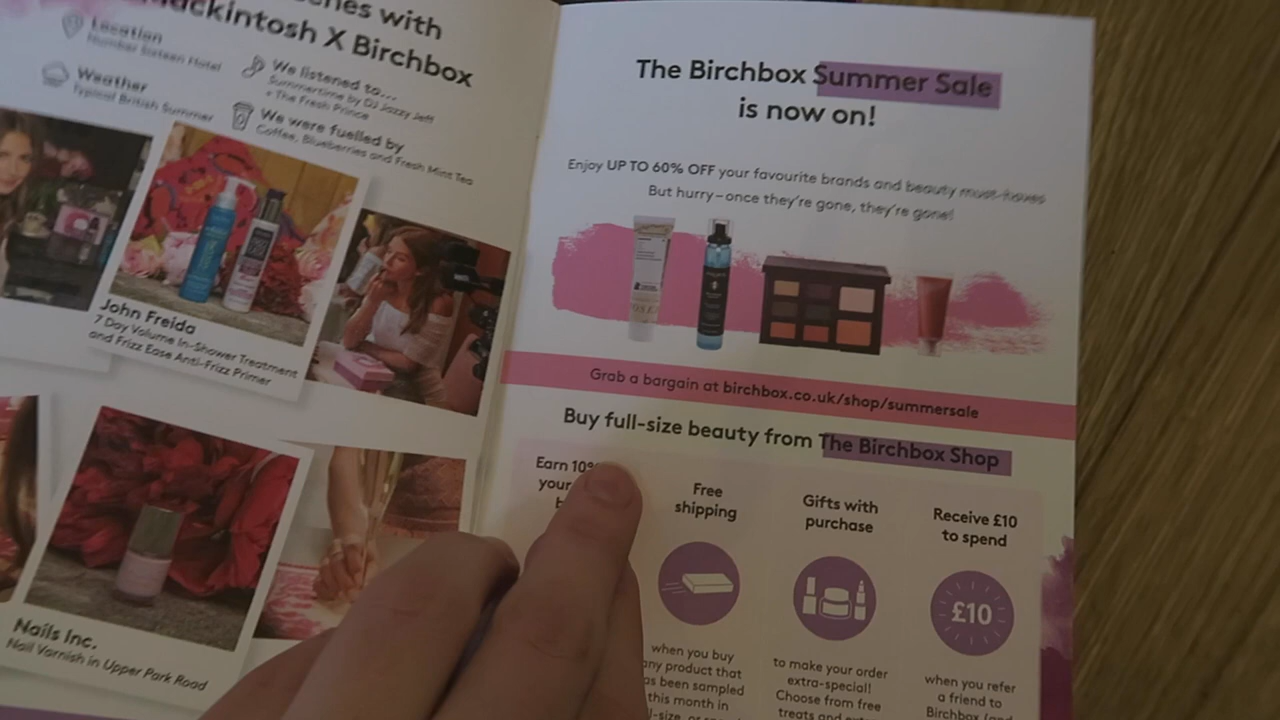 with
Mackintosh X Birchbox
Location
Number Sixteen Hotel
Weather
Typical British Summer
We listened to...
Summertime by DJ Jazzy Jeff
+ The Fresh Prince
We were fuelled by
Coffee, Blueberries and Fresh Mint Tea
John Freida
7 Day Volume In-Shower Treatment
and Frizz Ease Anti-Frizz Primer
Nails Inc.
Nail Varnish in Upper Park Road
The Birchbox Summer Sale
is now on!
Enjoy UP TO 60% OFF your favourite brands and beauty must-haves
But hurry–once they're gone, they're gone!
Grab a bargain at birchbox.co.uk/shop/summersale
Buy full-size beauty from The Birchbox Shop
Earn 10%
your
Free
shipping
when you buy
any product that
has been sampled
this month in
Gifts with
purchase
to make your order
extra-special!
Choose from free
treats and
Receive £10
to spend
£10
when you refer
a friend to
Birchbox (and